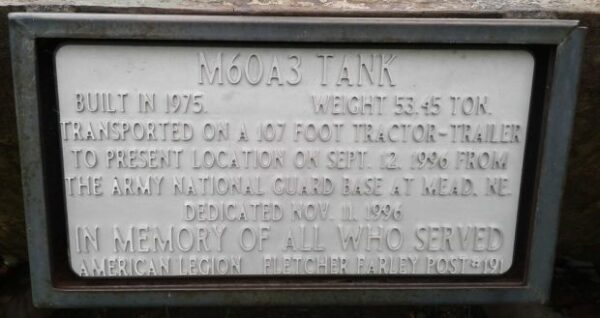 M60A3 TANK
BUILT IN 1975. WEIGHT 53.45 TON.
TRANSPORTED ON A 107 FOOT TRACTOR-TRAILER
TO PRESENT LOCATION ON SEPT. 12, 1996 FROM
THE ARMY NATIONAL GUARD BASE AT MEAD, NE.
DEDICATED NOV. 11, 1996
IN MEMORY OF ALL WHO SERVED
AMERICAN LEGION FLETCHER FARLEY POST #191